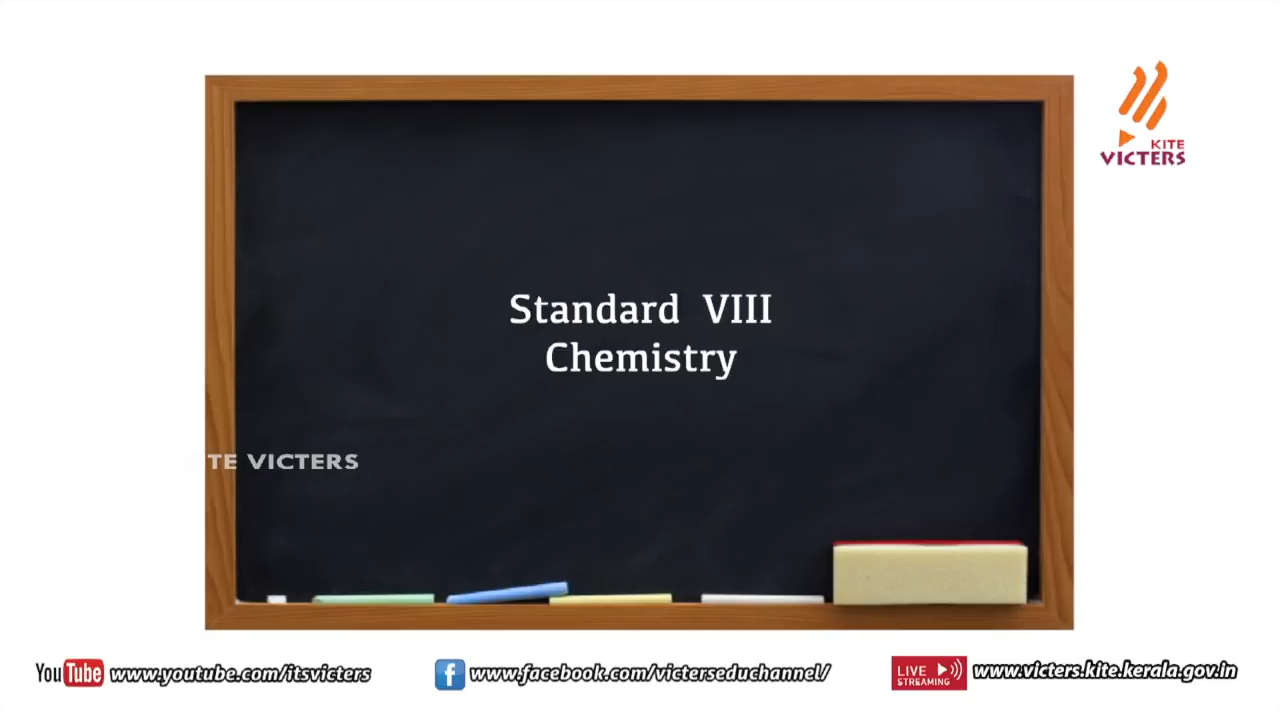 KITE
VICTERS
Standard VIII
Chemistry
TE VICTERS
YouTube www.youtube.com/itsvicters
f www.facebook.com/victerseduchannel/
LIVE
STREAMING
www.victers.kite.kerala.gov.in